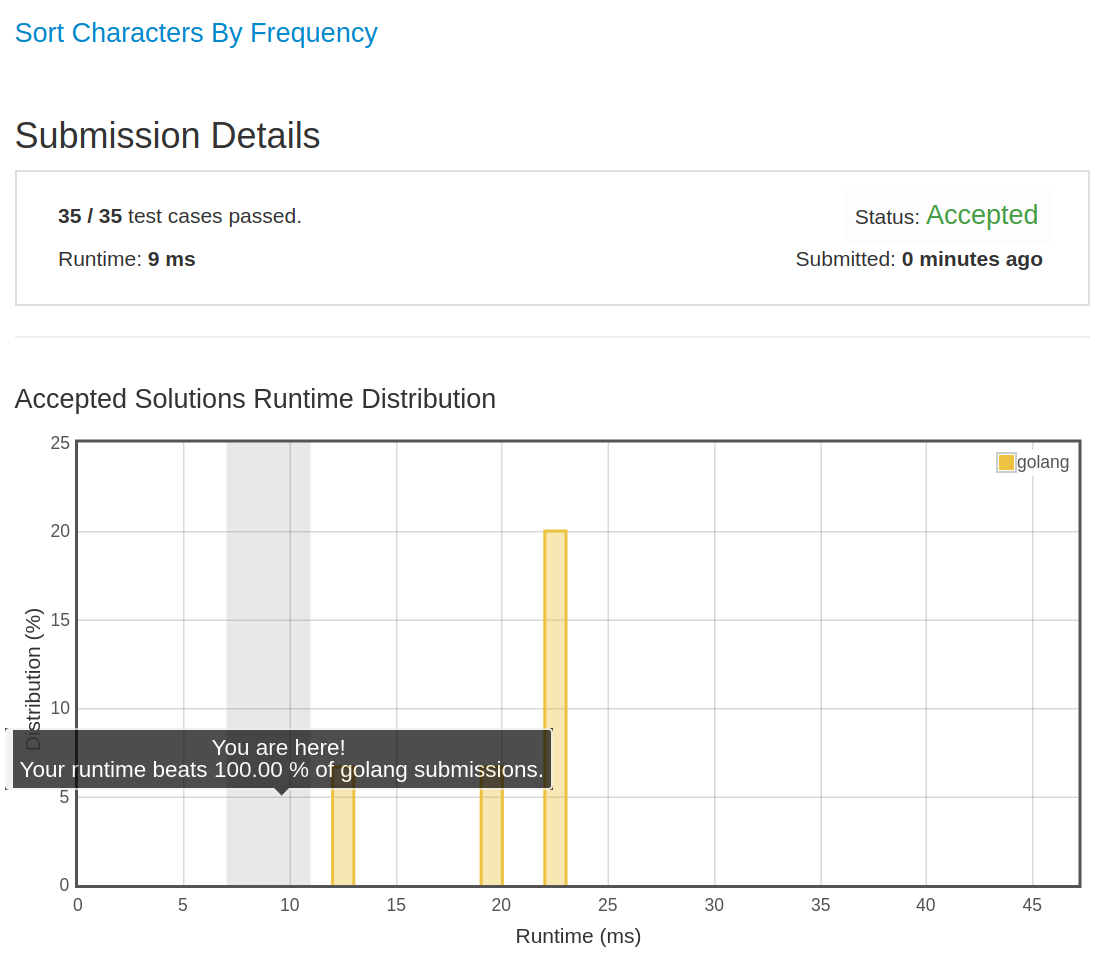 Sort Characters By Frequency
Submission Details
35 / 35 test cases passed.
Status: Accepted
Runtime: 9 ms
Submitted: 0 minutes ago
Accepted Solutions Runtime Distribution
25
golang
20
15
Distribution (%)
10
You are here!
Your runtime beats 100.00 % of golang submissions.
5
0
0 5 10 15 20 25 30 35 40 45
Runtime (ms)